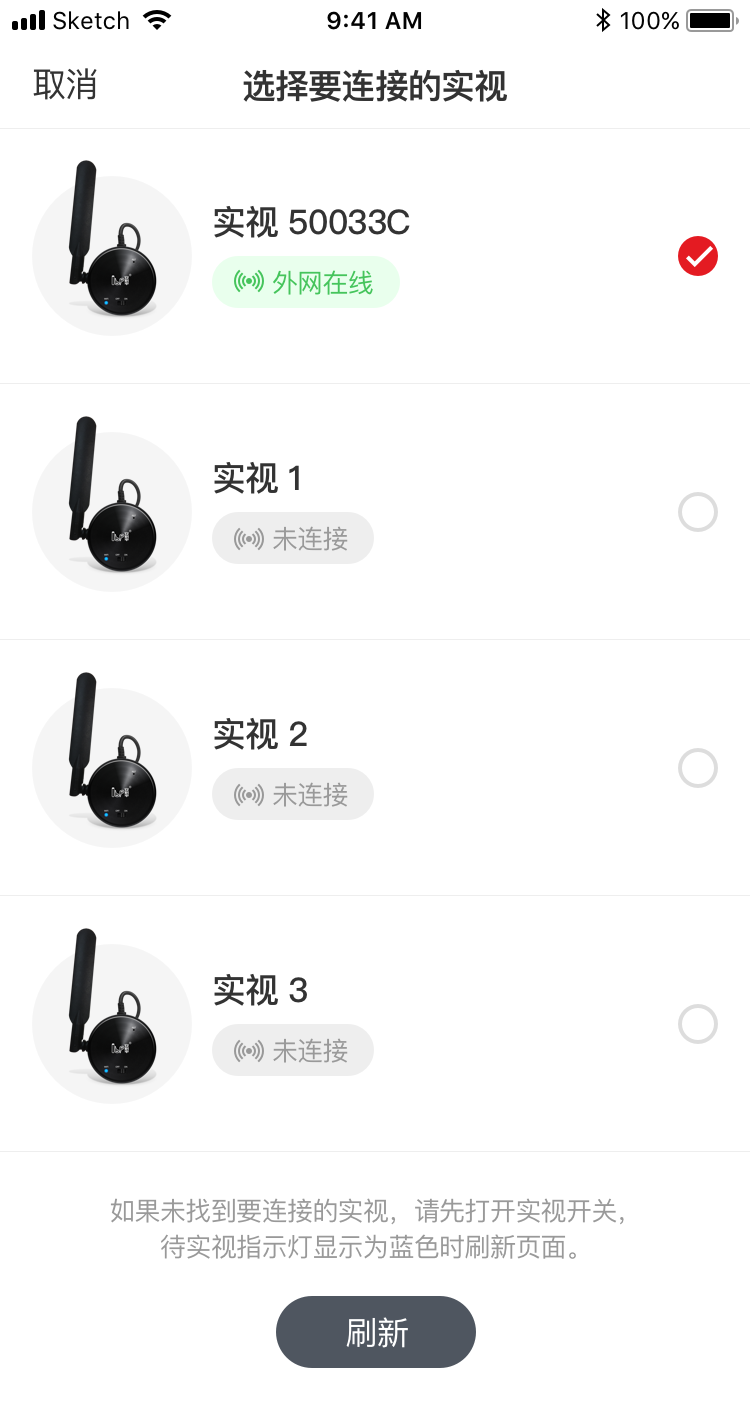 Sketch 9:41 AM 100%
取消 选择要连接的实视
实视 50033C
外网在线
实视 1
未连接
实视 2
未连接
实视 3
未连接
如果未找到要连接的实视，请先打开实视开关，
待实视指示灯显示为蓝色时刷新页面。
刷新